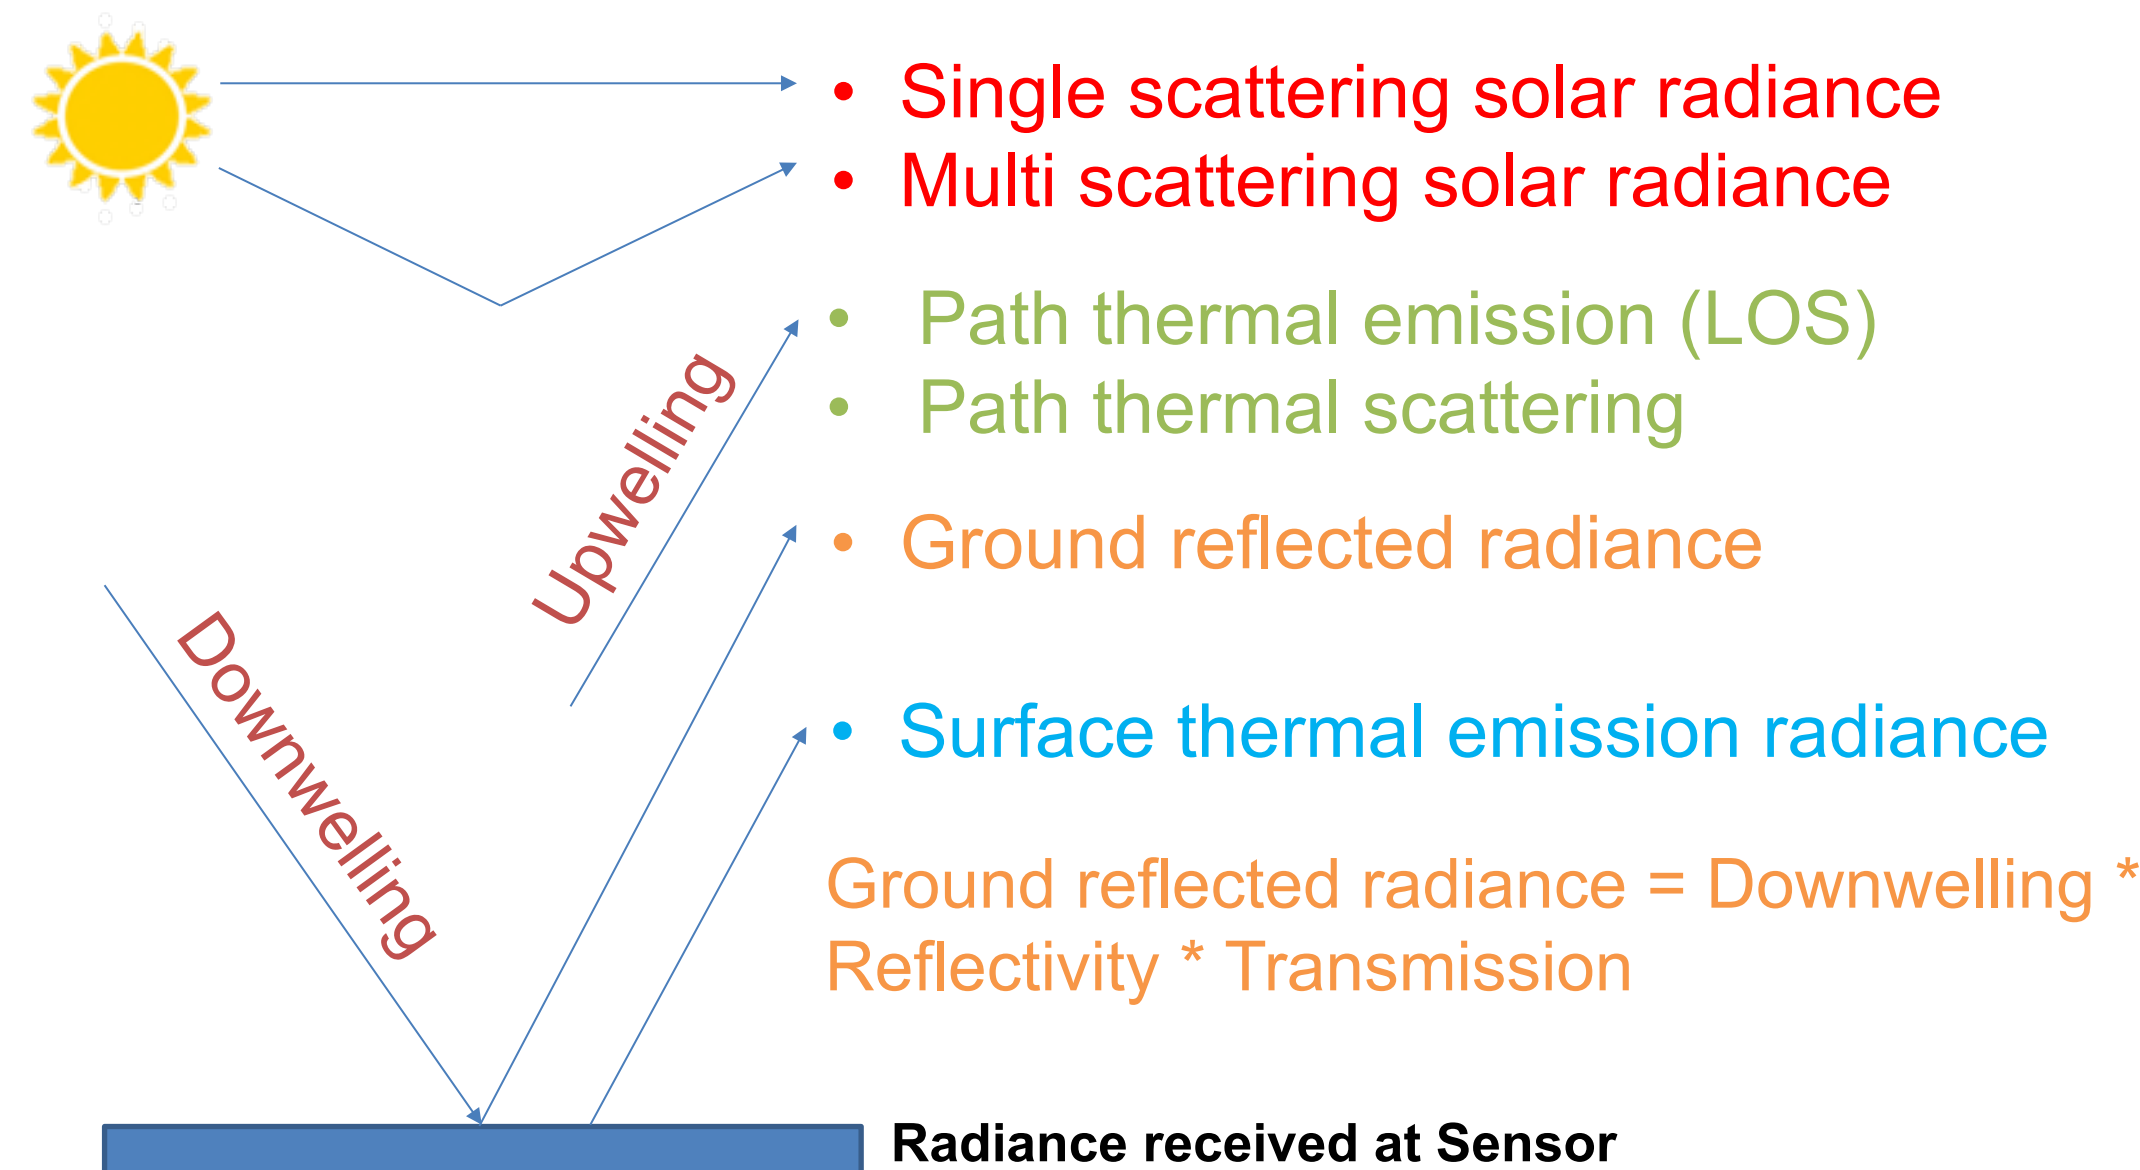 • Single scattering solar radiance
• Multi scattering solar radiance
• Path thermal emission (LOS)
• Path thermal scattering
Upwelling
• Ground reflected radiance
Downwelling
• Surface thermal emission radiance
Ground reflected radiance = Downwelling *
Reflectivity * Transmission
Radiance received at Sensor